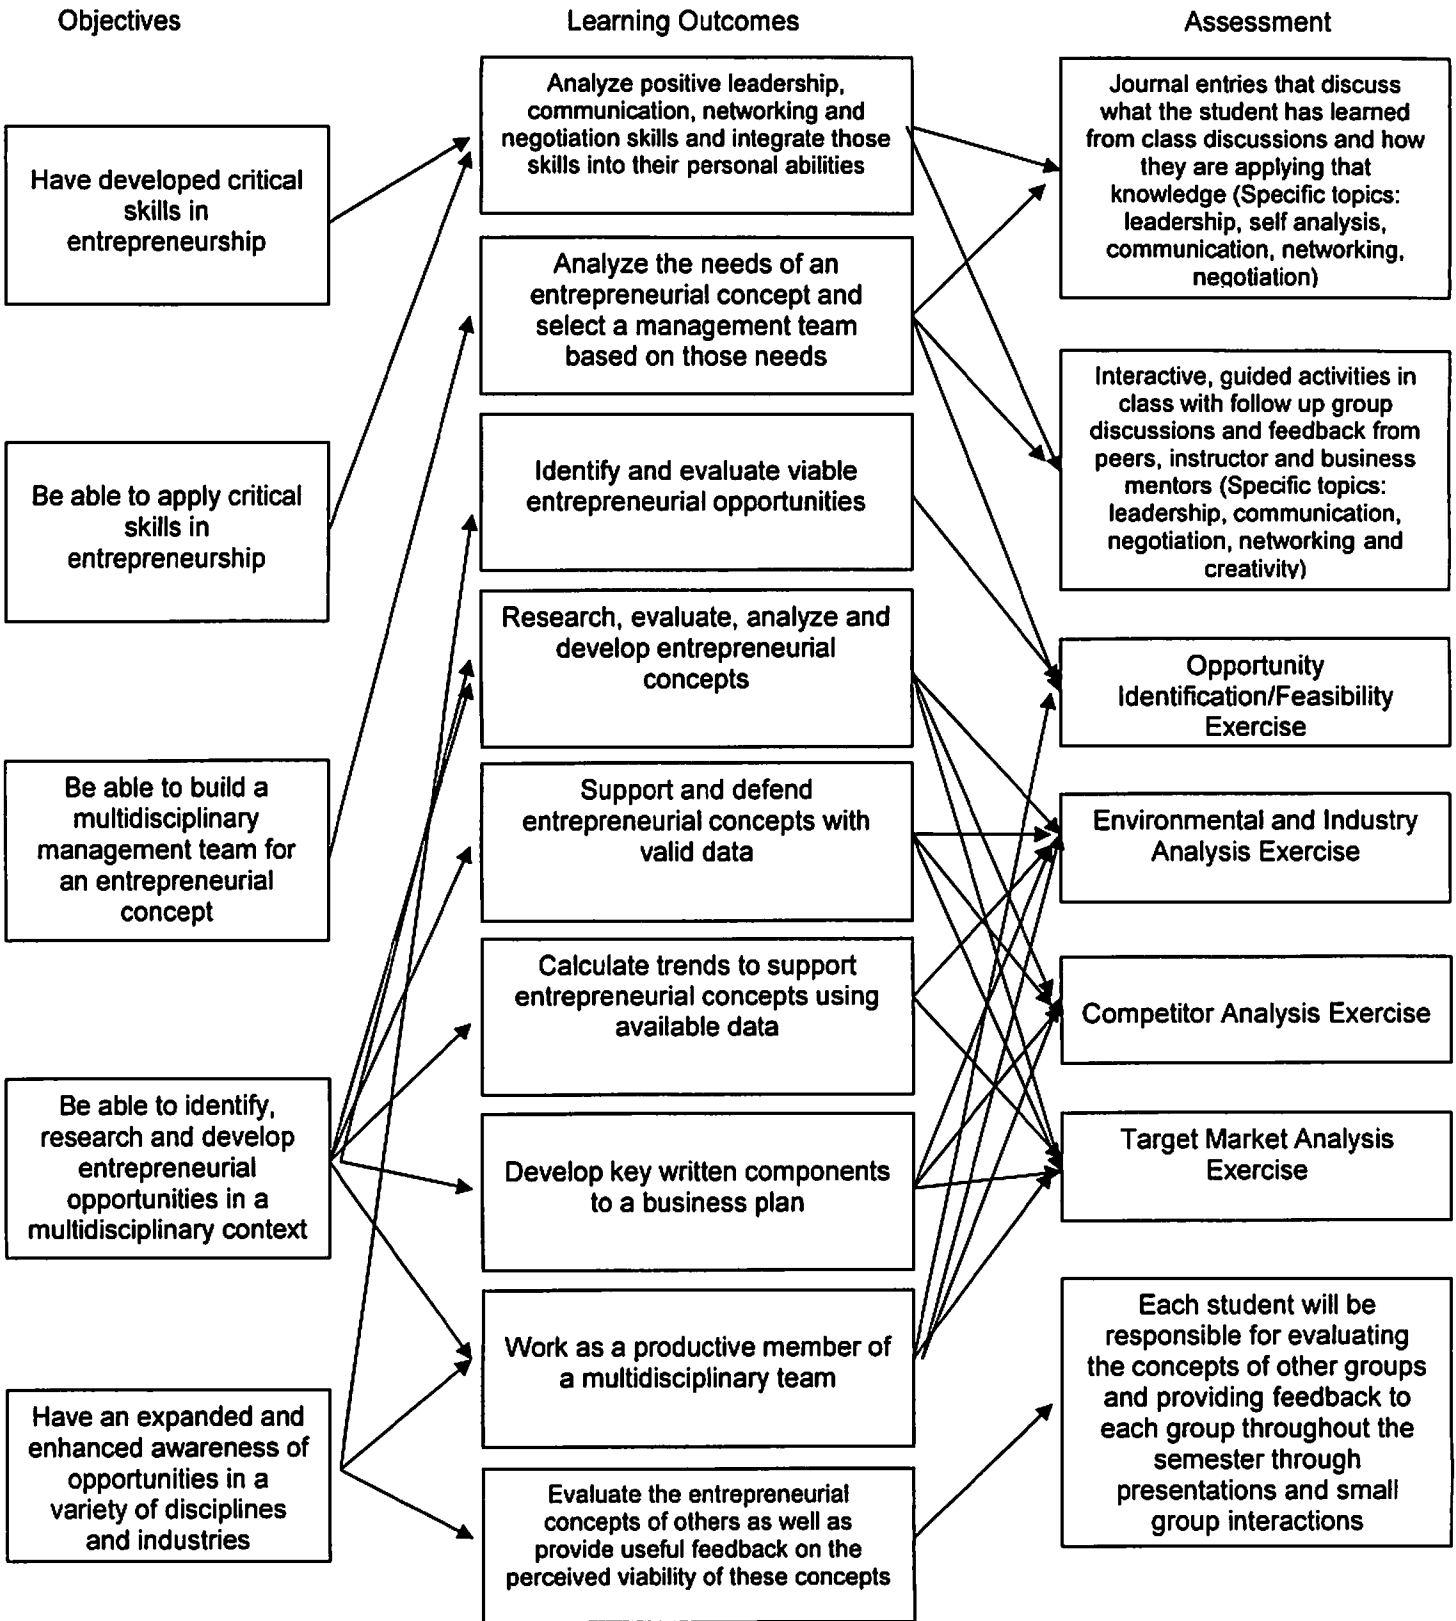 Objectives
Learning Outcomes
Assessment
Have developed critical
skills in
entrepreneurship
Be able to apply critical
skills in
entrepreneurship
Be able to build a
multidisciplinary
management team for
an entrepreneurial
concept
Be able to identify,
research and develop
entrepreneurial
opportunities in a
multidisciplinary context
Have an expanded and
enhanced awareness of
opportunities in a
variety of disciplines
and industries
Analyze positive leadership,
communication, networking and
negotiation skills and integrate those
skills into their personal abilities
Analyze the needs of an
entrepreneurial concept and
select a management team
based on those needs
Identify and evaluate viable
entrepreneurial opportunities
Research, evaluate, analyze and
develop entrepreneurial
concepts
Support and defend
entrepreneurial concepts with
valid data
Calculate trends to support
entrepreneurial concepts using
available data
Develop key written components
to a business plan
Work as a productive member of
a multidisciplinary team
Evaluate the entrepreneurial
concepts of others as well as
provide useful feedback on the
perceived viability of these concepts
Journal entries that discuss
what the student has learned
from class discussions and how
they are applying that
knowledge (Specific topics:
leadership, self analysis,
communication, networking,
negotiation)
Interactive, guided activities in
class with follow up group
discussions and feedback from
peers, instructor and business
mentors (Specific topics:
leadership, communication,
negotiation, networking and
creativity)
Opportunity
Identification/Feasibility
Exercise
Environmental and Industry
Analysis Exercise
Competitor Analysis Exercise
Target Market Analysis
Exercise
Each student will be
responsible for evaluating
the concepts of other groups
and providing feedback to
each group throughout the
semester through
presentations and small
group interactions